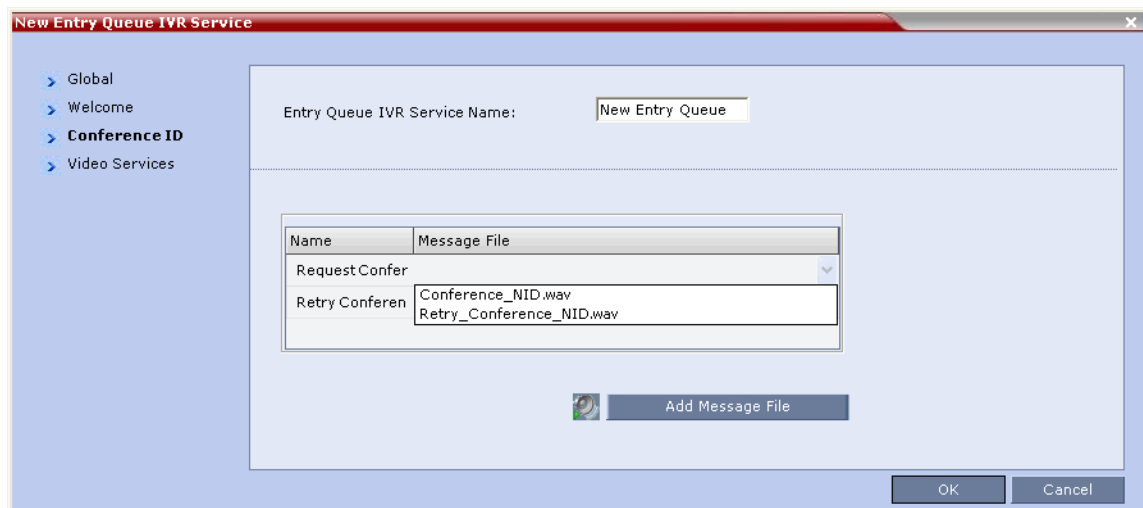 New Entry Queue IVR Service
Global
Welcome
Conference ID
Video Services
Entry Queue IVR Service Name:
New Entry Queue
Name
Message File
Request Confer
Retry Conferen
Conference_NID.wav
Retry_Conference_NID.wav
Add Message File
OK
Cancel